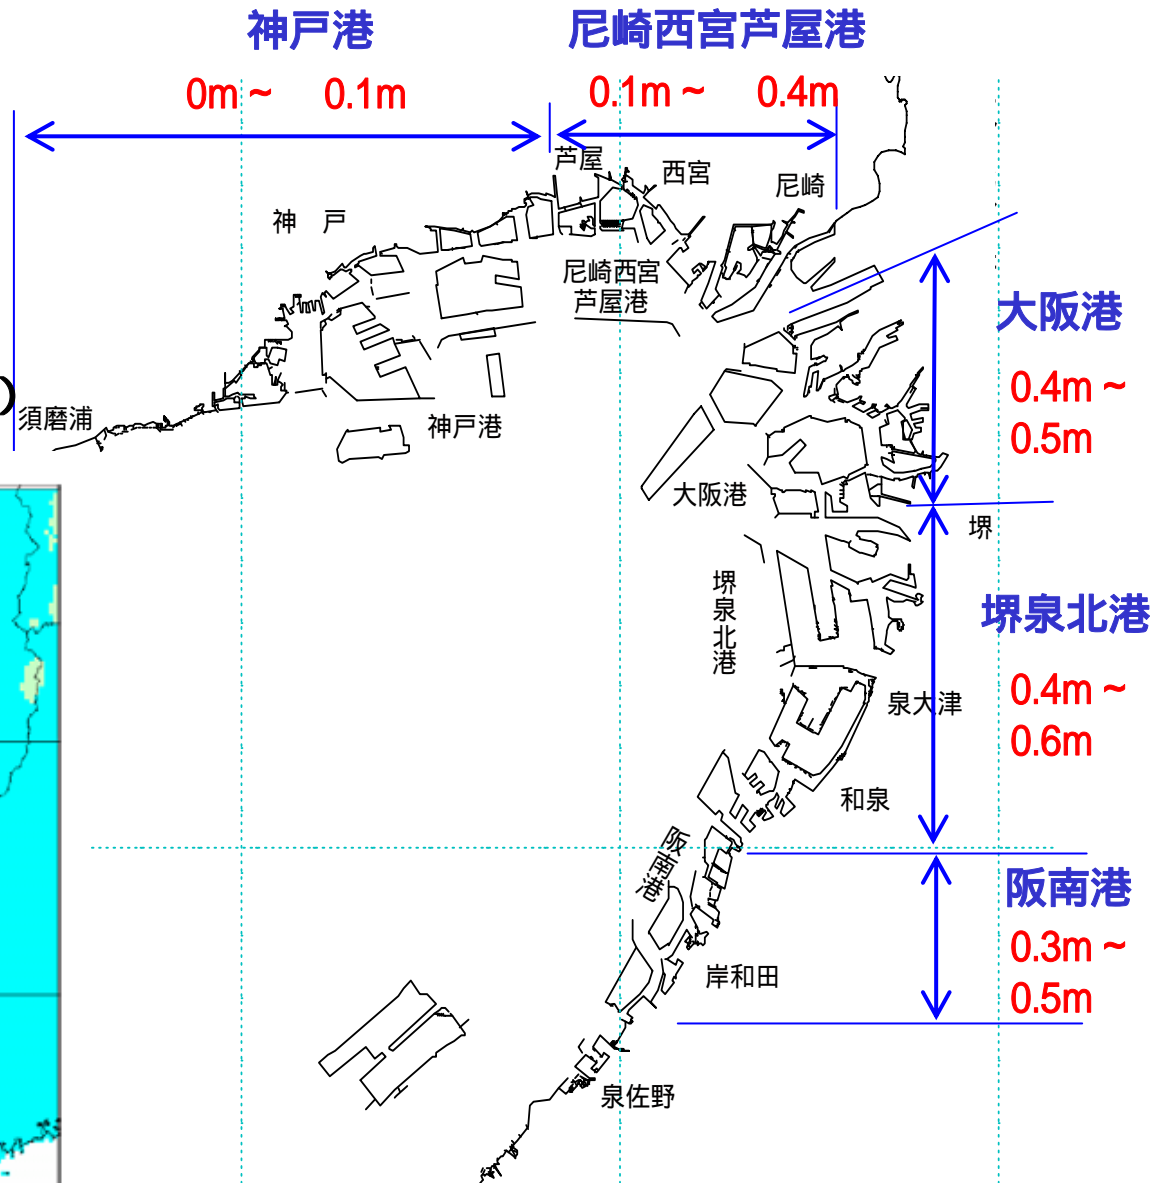 神戸港
尼崎西宮芦屋港
0m ~ 0.1m
0.1m ~ 0.4m
芦屋
西宮
尼崎
神 戸
尼崎西宮
芦屋港
大阪港
0.4m ~
0.5m
)
須磨浦
神戸港
大阪港
堺
堺泉北港
堺泉北港
0.4m ~
0.6m
泉大津
和泉
阪南港
阪南港
0.3m ~
0.5m
岸和田
泉佐野